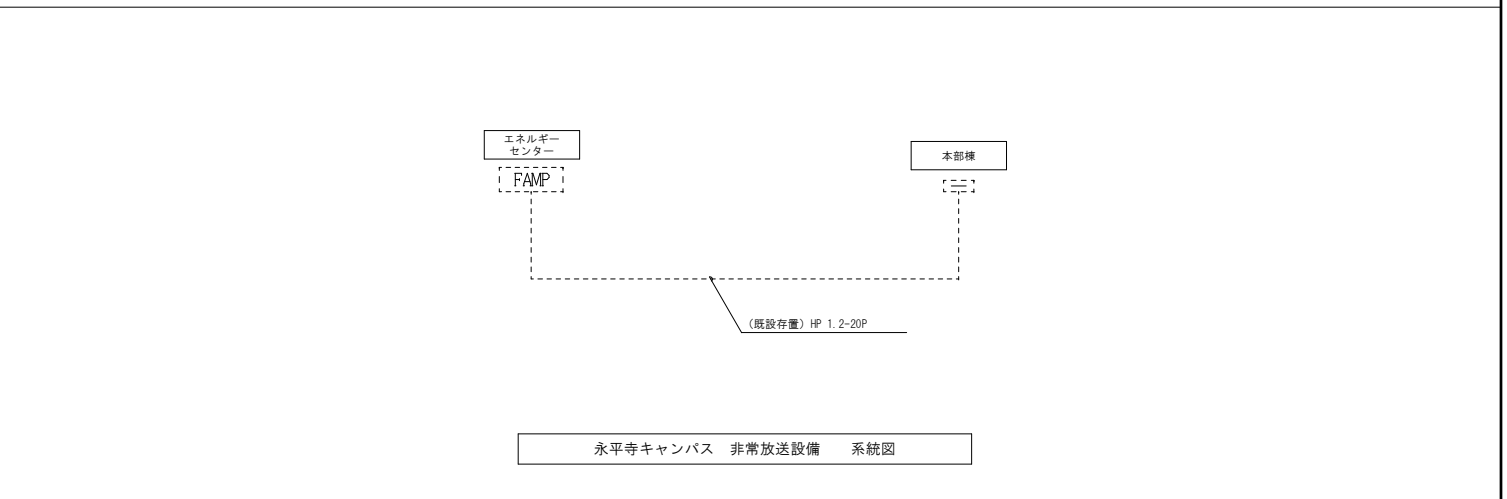 エネルギー
センター
本部棟
FAMP
(既設存置) HP 1.2-20P
永平寺キャンパス　非常放送設備　　系統図